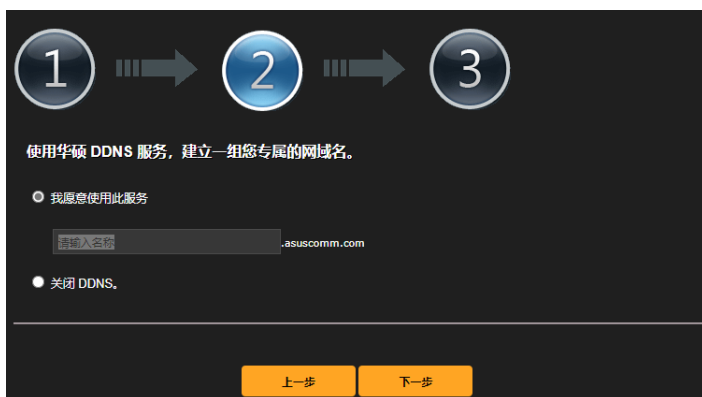 1 2 3
使用华硕 DDNS 服务，建立一组您专属的网域名。
我愿意使用此服务
请输入名称 .asuscomm.com
关闭 DDNS。
上一步 下一步